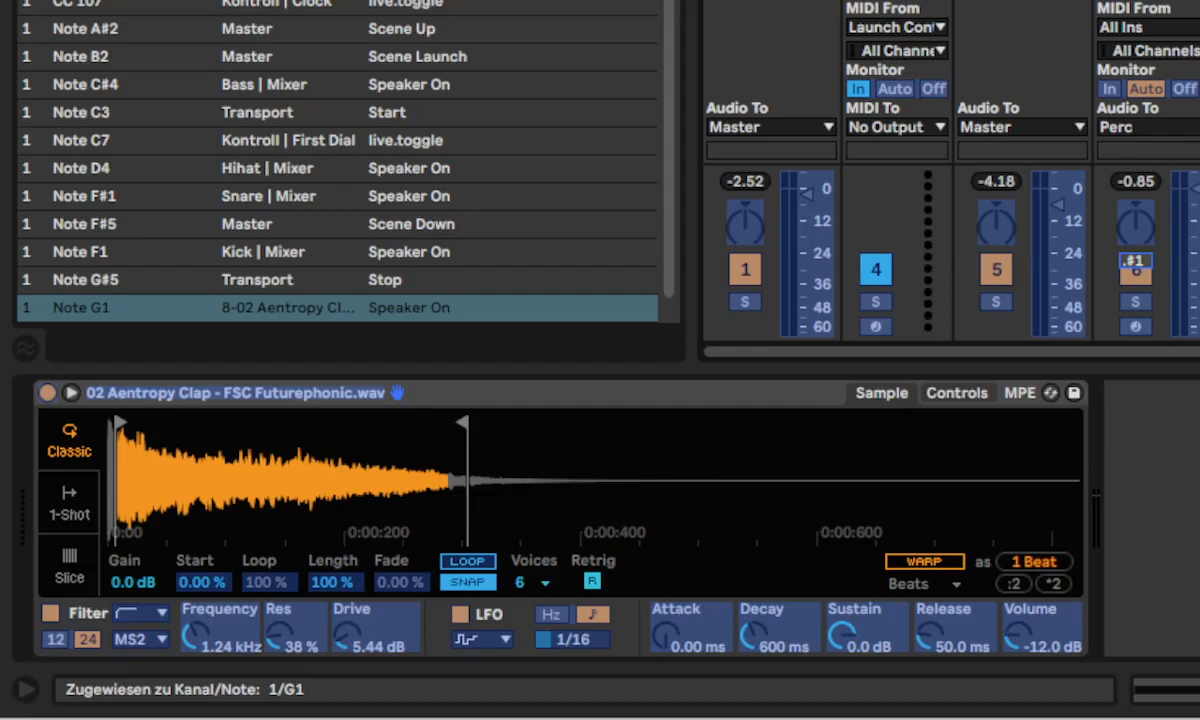 1 CC 107 Kontroll | Clock live.toggle
1 Note A#2 Master Scene Up
1 Note B2 Master Scene Launch
1 Note C#4 Bass | Mixer Speaker On
1 Note C3 Transport Start
1 Note C7 Kontroll | First Dial live.toggle
1 Note D4 Hihat | Mixer Speaker On
1 Note F#1 Snare | Mixer Speaker On
1 Note F#5 Master Scene Down
1 Note F1 Kick | Mixer Speaker On
1 Note G#5 Transport Stop
1 Note G1 8-02 Aentropy Cl... Speaker On
MIDI From MIDI From
Launch Cont All Ins
All Channe All Channels
Monitor Monitor
In Auto Off In Auto Off
Audio To MIDI To Audio To Audio To
Master No Output Master Perc
-2.52 -4.18 -0.85
0 0
12 12
24 24
.#1
1 4 5 6
36 36
S S S S
48 48
60 60
02 Aentropy Clap - FSC Futurephonic.wav Sample Controls MPE
Classic
1-Shot
Slice
0:00 0:00:200 0:00:400 0:00:600
Gain Start Loop Length Fade LOOP Voices Retrig WARP as 1 Beat
0.0 dB 0.00 % 100 % 100 % 0.00 % SNAP 6 R Beats :2 *2
Filter Frequency Res Drive LFO Hz Attack Decay Sustain Release Volume
12 24 MS2 1.24 kHz 38 % 5.44 dB 1/16 0.00 ms 600 ms 0.0 dB 50.0 ms -12.0 dB
Zugewiesen zu Kanal/Note: 1/G1